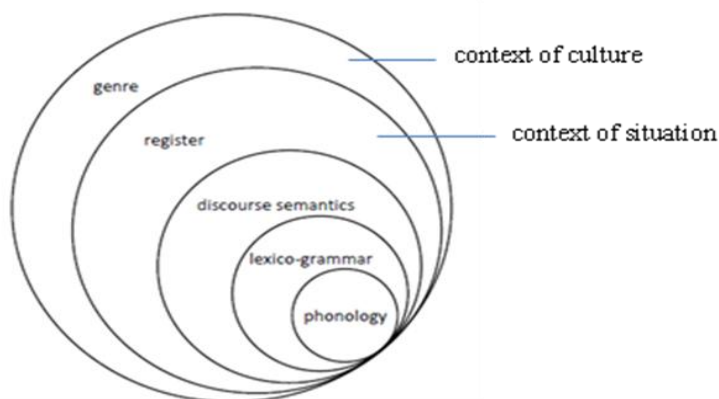 context of culture
genre
context of situation
register
discourse semantics
lexico-grammar
phonology